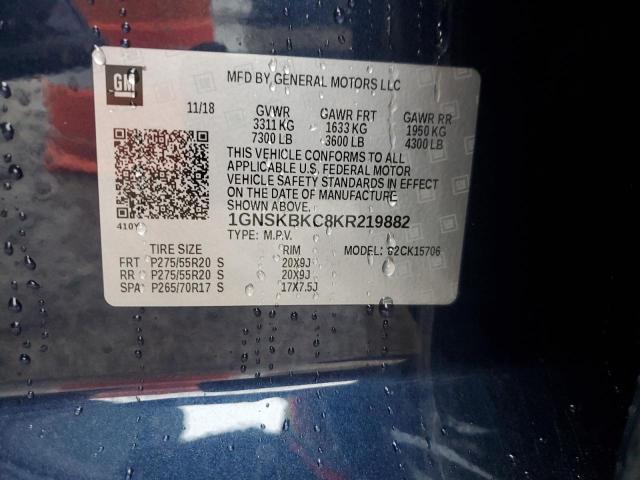 GM
MFD BY GENERAL MOTORS LLC
11/18 GVWR GAWR FRT GAWR RR
3311 KG 1633 KG 1950 KG
7300 LB 3600 LB 4300 LB
THIS VEHICLE CONFORMS TO ALL
APPLICABLE U.S. FEDERAL MOTOR
VEHICLE SAFETY STANDARDS IN EFFECT
ON THE DATE OF MANUFACTURE
SHOWN ABOVE.
410Y 1GNSKBKC8KR219882
TYPE: M.P.V. MODEL: S2CK15706
TIRE SIZE RIM
FRT P275/55R20 S 20X9J
RR P275/55R20 S 20X9J
SPA P265/70R17 S 17X7.5J